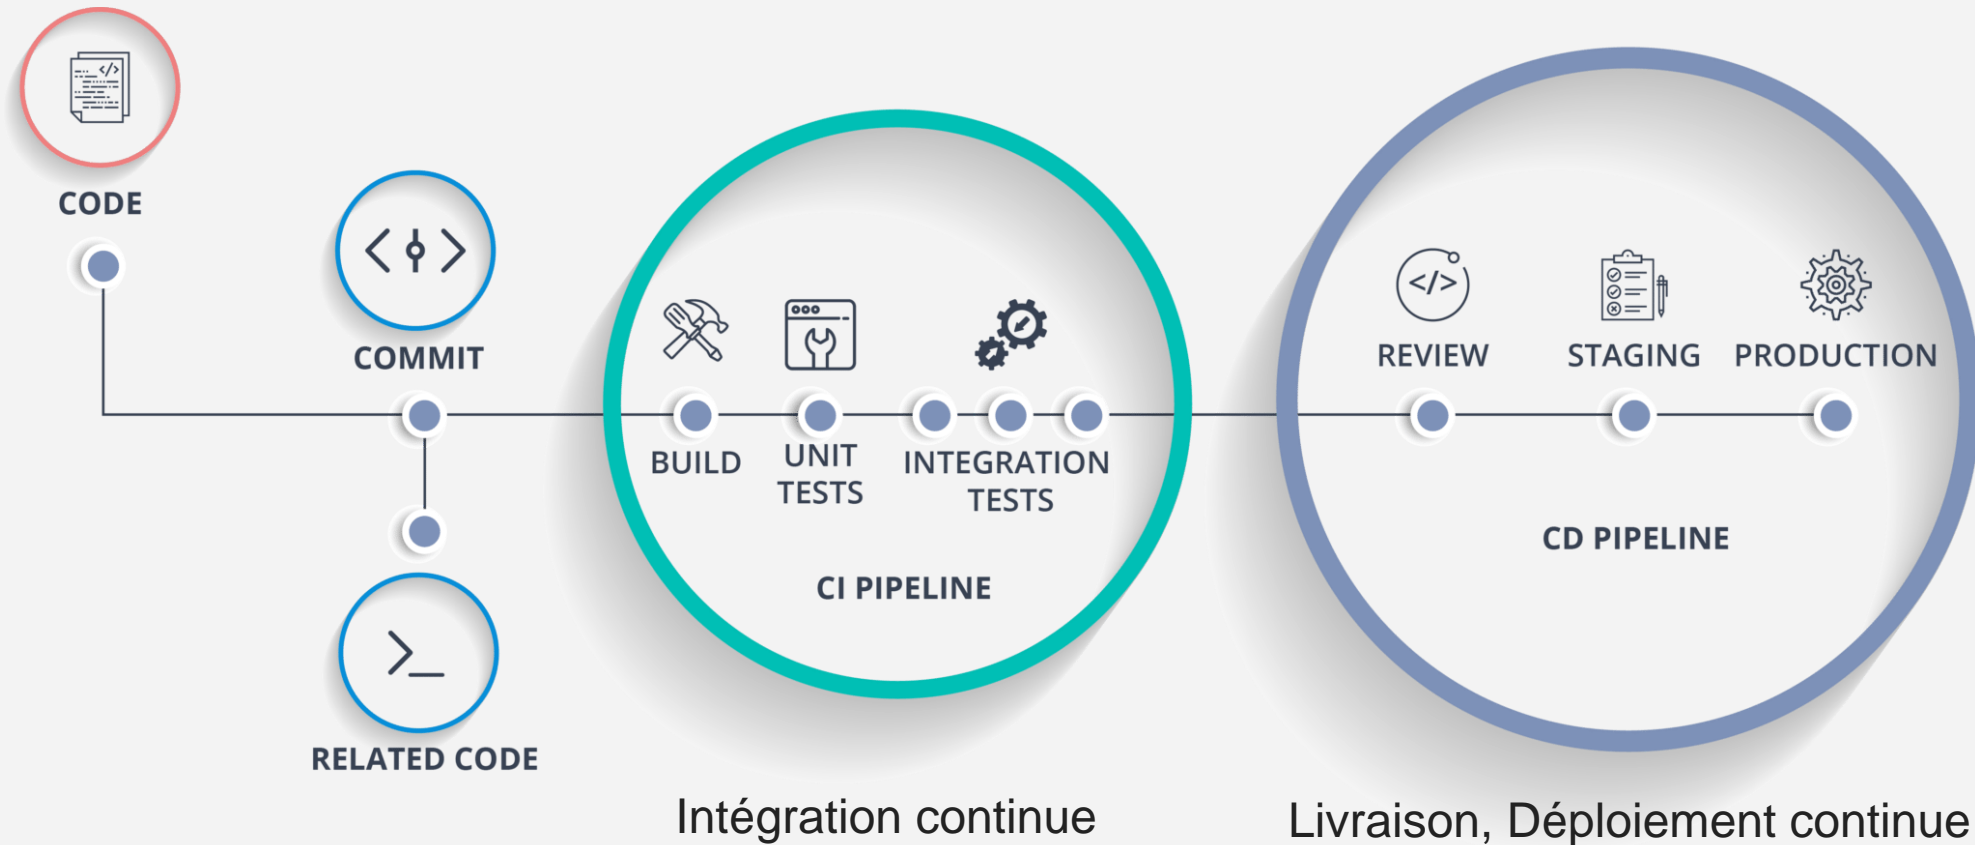 CODE
COMMIT
RELATED CODE
BUILD
UNIT
TESTS
INTEGRATION
TESTS
CI PIPELINE
REVIEW
STAGING
PRODUCTION
CD PIPELINE
Intégration continue
Livraison, Déploiement continue